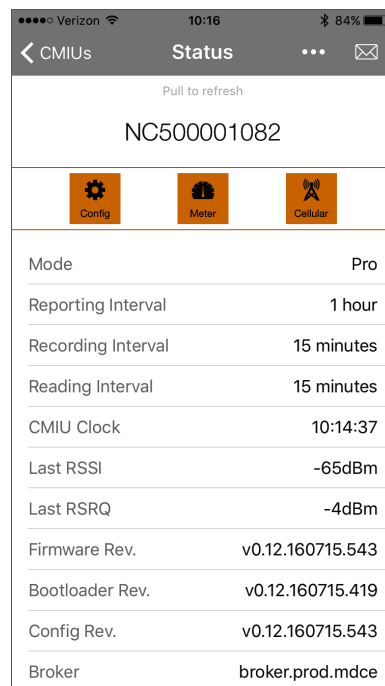 Verizon 10:16 84%
CMIUs Status
Pull to refresh
NC500001082
Config Meter Cellular
Mode Pro
Reporting Interval 1 hour
Recording Interval 15 minutes
Reading Interval 15 minutes
CMIU Clock 10:14:37
Last RSSI -65dBm
Last RSRQ -4dBm
Firmware Rev. v0.12.160715.543
Bootloader Rev. v0.12.160715.419
Config Rev. v0.12.160715.543
Broker broker.prod.mdce